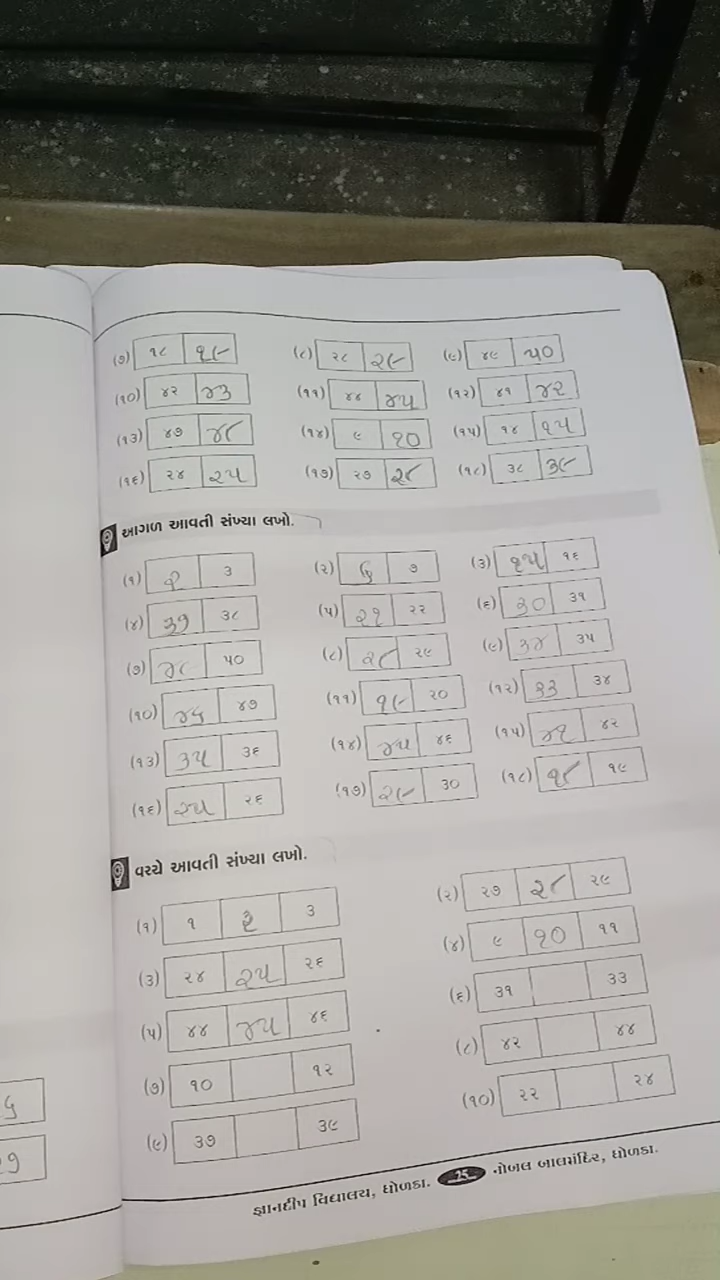 (૭) ૧૮ ૧૯ (૮) ૨૮ ૨૯ (૯) ૪૯ ૫૦
(૧૦) ૪૨ ૪૩ (૧૧) ૪૪ ૪૫ (૧૨) ૪૧ ૪૨
(૧૩) ૪૭ ૪૮ (૧૪) ૯ ૧૦ (૧૫) ૧૪ ૧૫
(૧૬) ૨૪ ૨૫ (૧૭) ૨૭ ૨૮ (૧૮) ૩૮ ૩૯
આગળ આવતી સંખ્યા લખો.
(૧) ૨ ૩ (૨) ૬ ૭ (૩) ૧૫ ૧૬
(૪) ૩૭ ૩૮ (૫) ૨૧ ૨૨ (૬) ૩૦ ૩૧
(૭) ૫૦ (૮) ૨૮ ૨૯ (૯) ૩૪ ૩૫
(૧૦) ૪૬ ૪૭ (૧૧) ૧૯ ૨૦ (૧૨) ૩૩ ૩૪
(૧૩) ૩૫ ૩૬ (૧૪) ૪૫ ૪૬ (૧૫) ૪૧ ૪૨
(૧૬) ૨૫ ૨૬ (૧૭) ૨૯ ૩૦ (૧૮) ૧૮ ૧૯
વચ્ચે આવતી સંખ્યા લખો.
(૧) ૧ ૨ ૩ (૨) ૨૭ ૨૮ ૨૯
(૩) ૨૪ ૨૫ ૨૬ (૪) ૯ ૧૦ ૧૧
(૫) ૪૪ ૪૫ ૪૬ (૬) ૩૧ ૩૩
(૭) ૧૦ ૧૨ (૮) ૪૨ ૪૪
(૯) ૩૭ ૩૯ (૧૦) ૨૨ ૨૪
જ્ઞાનદીપ વિદ્યાલય, ધોળકા. 25 નોબલ બાલમંદિર, ધોળકા.